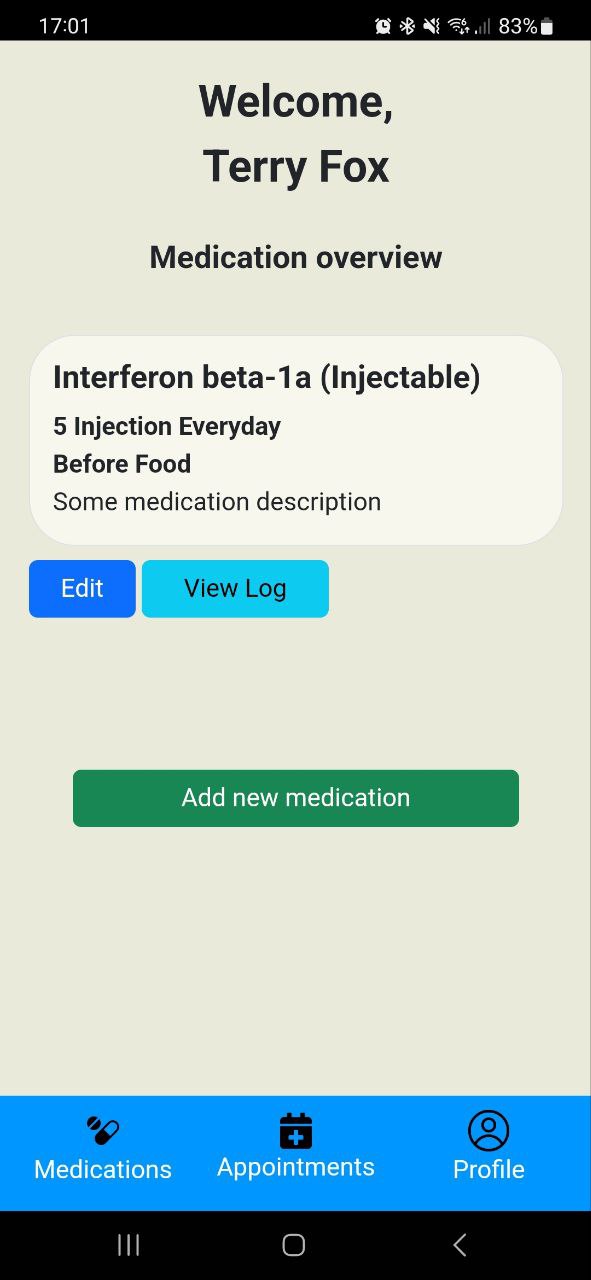 17:01
83%
Welcome,
Terry Fox
Medication overview
Interferon beta-1a (Injectable)
5 Injection Everyday
Before Food
Some medication description
Edit
View Log
Add new medication
Medications
Appointments
Profile